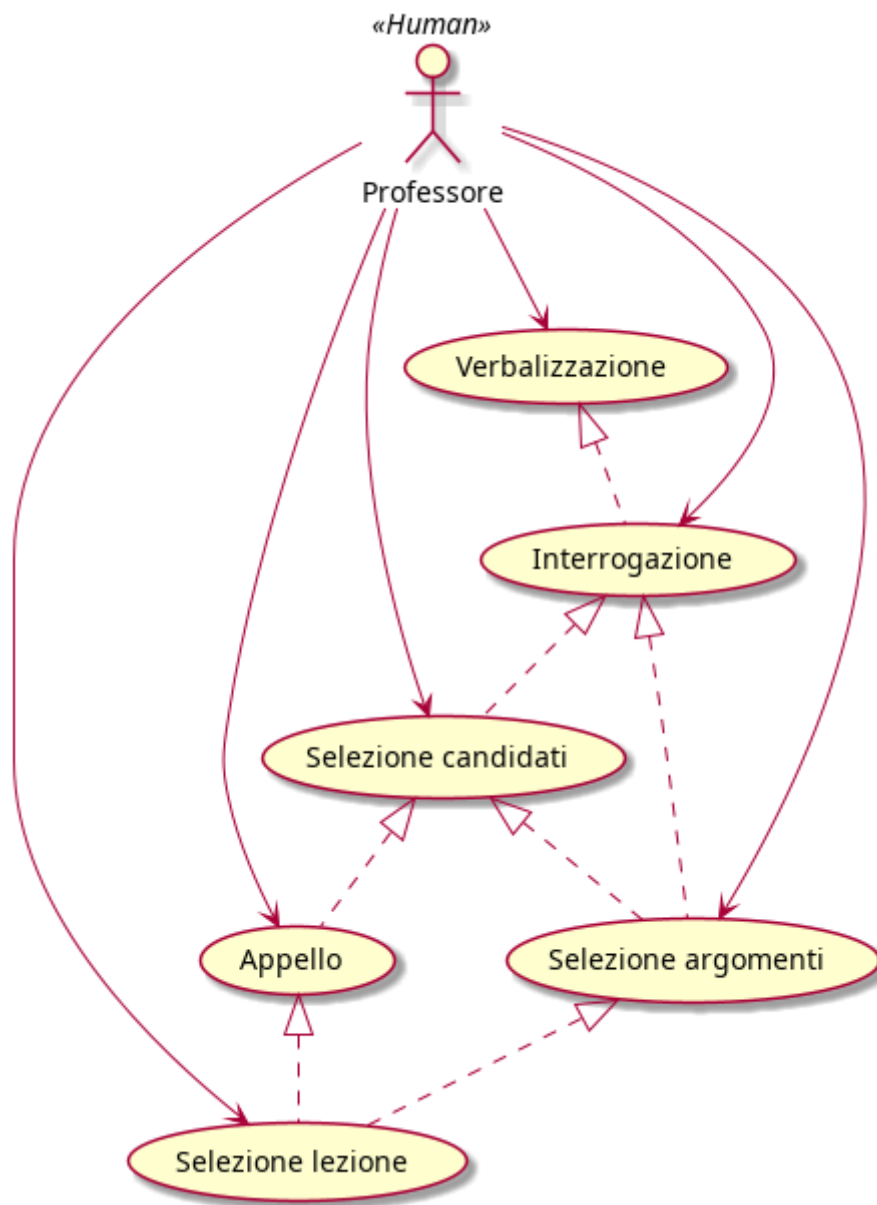 «Human»
Professore
Verbalizzazione
Interrogazione
Selezione candidati
Appello
Selezione argomenti
Selezione lezione